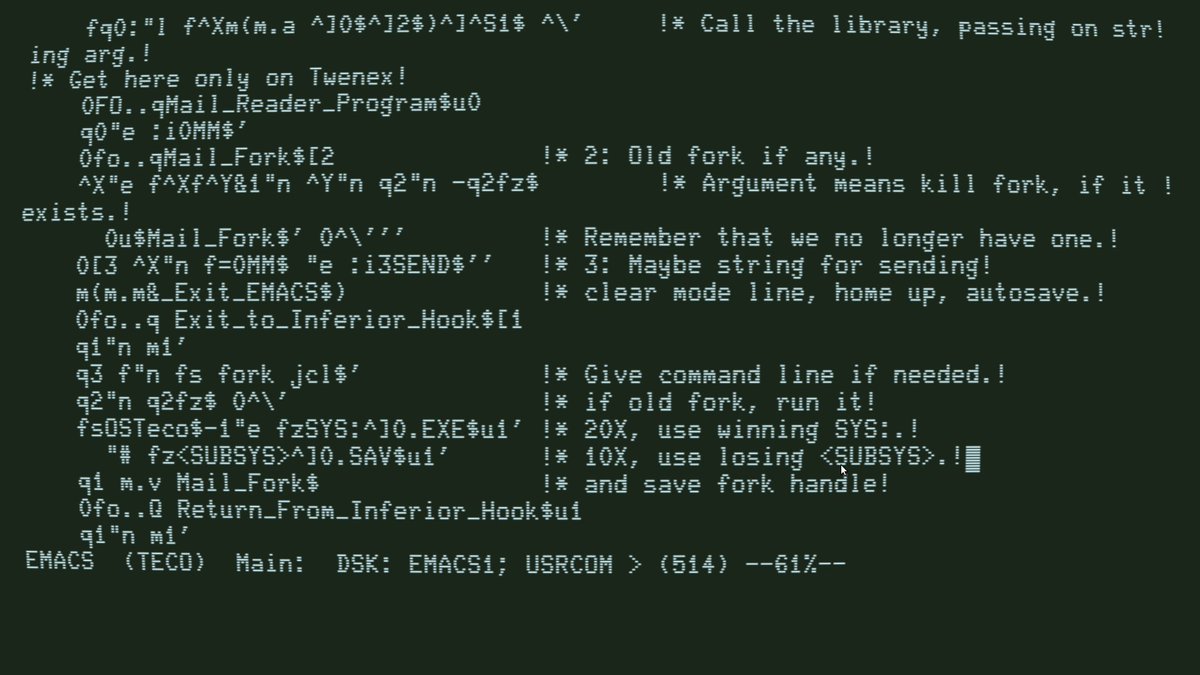 fq0:"l f^Xm(m.a ^]0$^]2$)^]^S1$ ^\'      !* Call the library, passing on str!
ing arg.!
!* Get here only on Twenex!
0FO..qMail_Reader_Program$u0
q0"e :i0MM$'
0fo..qMail_Fork$[2      !* 2: Old fork if any.!
^X"e f^Xf^Y&1"n ^Y"n q2"n -q2fz$      !* Argument means kill fork, if it !
exists.!
0u$Mail_Fork$' 0^\'''      !* Remember that we no longer have one.!
0[3 ^X"n f=0MM$ "e :i3SEND$''      !* 3: Maybe string for sending!
m(m.m&_Exit_EMACS$)      !* clear mode line, home up, autosave.!
0fo..q Exit_to_Inferior_Hook$[1
q1"n m1'
q3 f"n fs fork jcl$'      !* Give command line if needed.!
q2"n q2fz$ 0^\'      !* if old fork, run it!
fsOSTeco$-1"e fzSYS:^]0.EXE$u1'      !* 20X, use winning SYS:.!
"# fz<SUBSYS>^]0.SAV$u1'      !* 10X, use losing <SUBSYS>.!
q1 m.v Mail_Fork$      !* and save fork handle!
0fo..Q Return_From_Inferior_Hook$u1
q1"n m1'
EMACS  (TECO)  Main:  DSK: EMACS1; USRCOM > (514) --61%--